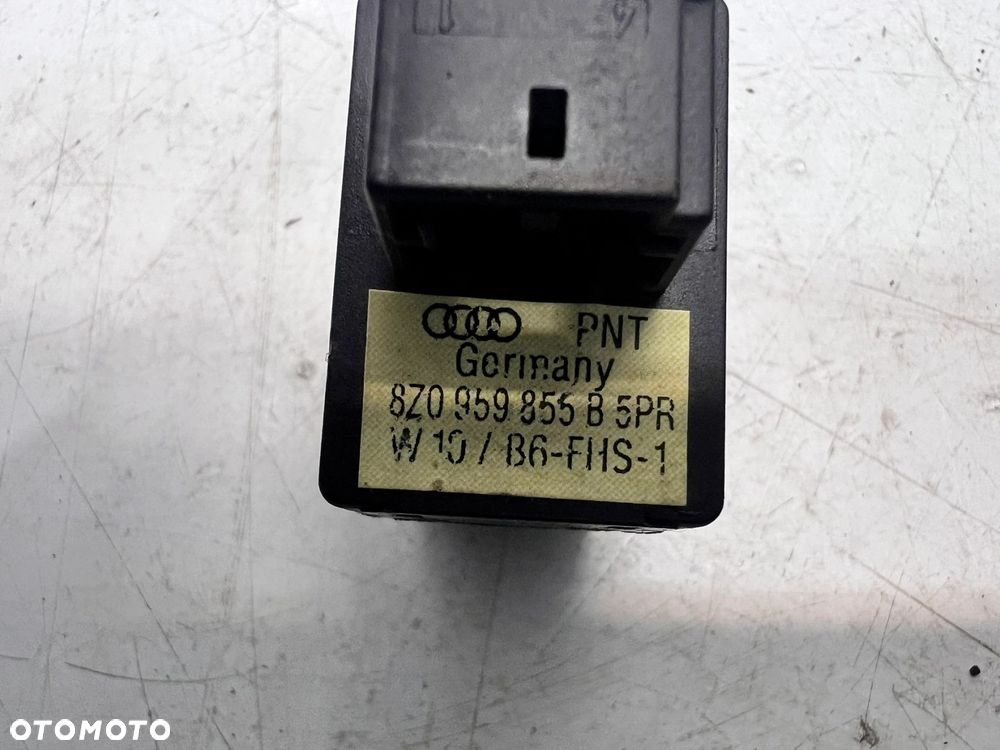 PNT
Germany
8Z0 959 855 B 5PR
W 10 / B6-FHS-1
OTOMOTO